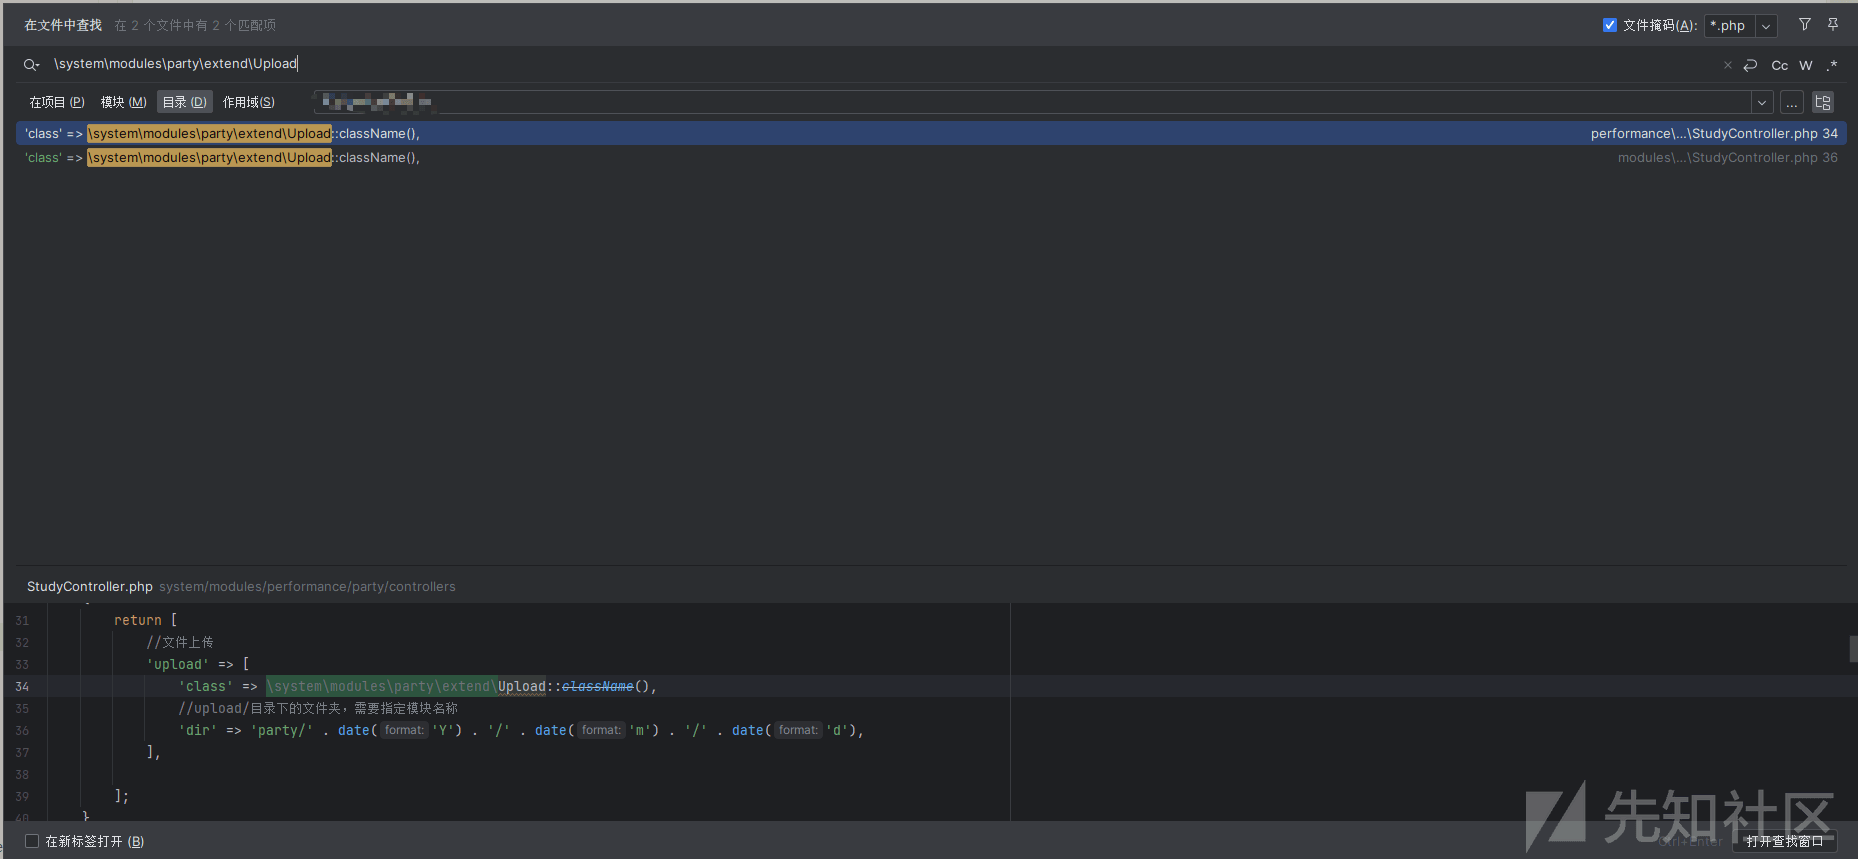 在文件中查找 在 2 个文件中有 2 个匹配项 文件掩码(A): *.php
\system\modules\party\extend\Upload Cc W .*
在项目 (P) 模块 (M) 目录 (D) 作用域(S) ...
'class' => \system\modules\party\extend\Upload::className(), performance\...\StudyController.php 34
'class' => \system\modules\party\extend\Upload::className(), modules\...\StudyController.php 36
StudyController.php system/modules/performance/party/controllers
31 return [
32 //文件上传
33 'upload' => [
34 'class' => \system\modules\party\extend\Upload::className(),
35 //upload/目录下的文件夹，需要指定模块名称
36 'dir' => 'party/' . date( format: 'Y') . '/' . date( format: 'm') . '/' . date( format: 'd'),
37 ],
38
39 ];
40 }
先知社区
在新标签打开 (B) Ctrl+Enter 打开查找窗口